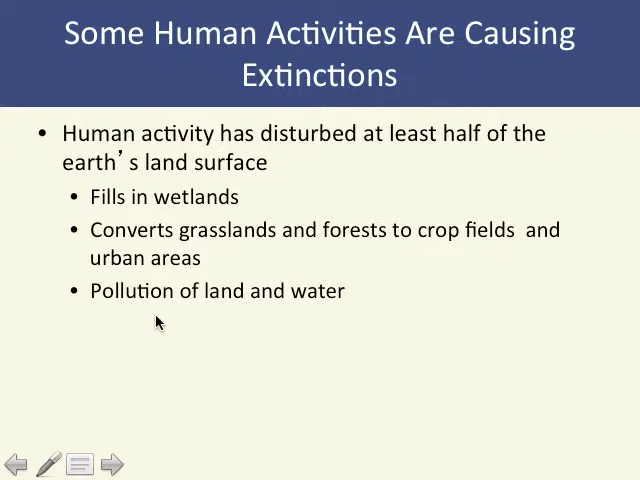 Some Human Activities Are Causing
Extinctions
• Human activity has disturbed at least half of the
earth’s land surface
• Fills in wetlands
• Converts grasslands and forests to crop fields and
urban areas
• Pollution of land and water